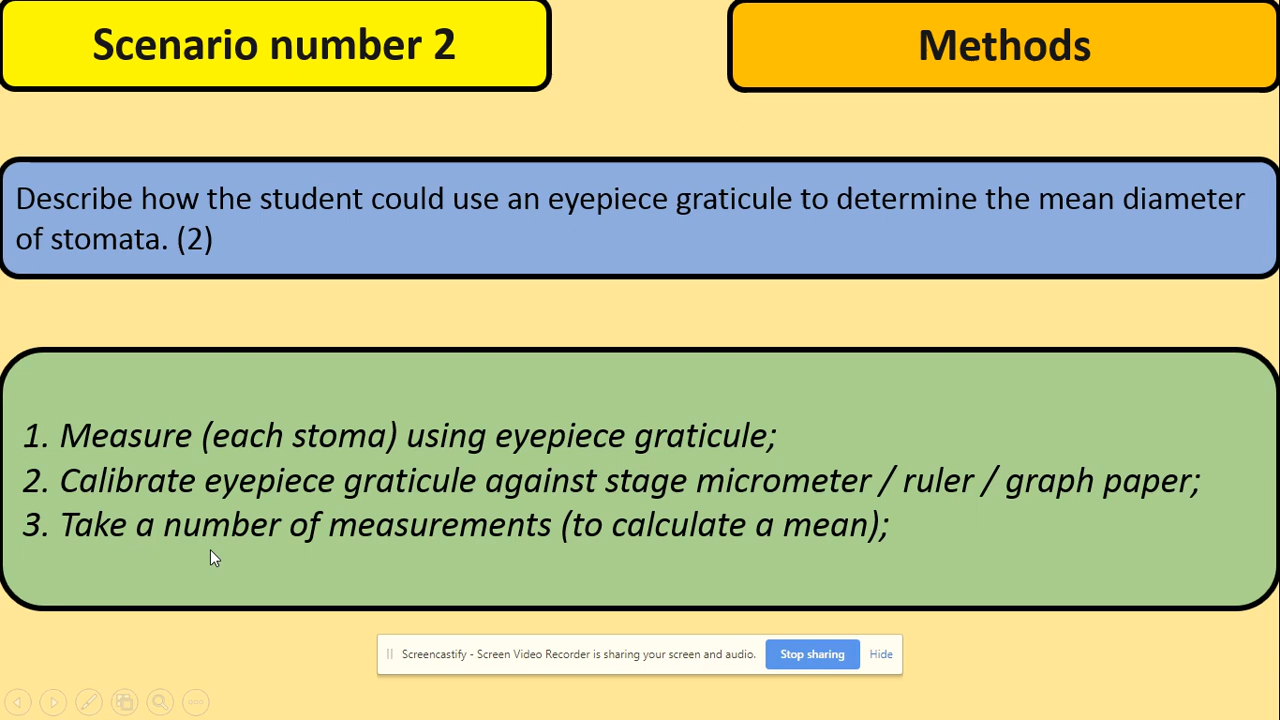 Scenario number 2
Methods
Describe how the student could use an eyepiece graticule to determine the mean diameter
of stomata. (2)
1. Measure (each stoma) using eyepiece graticule;
2. Calibrate eyepiece graticule against stage micrometer / ruler / graph paper;
3. Take a number of measurements (to calculate a mean);
Screencastify - Screen Video Recorder is sharing your screen and audio. Stop sharing Hide